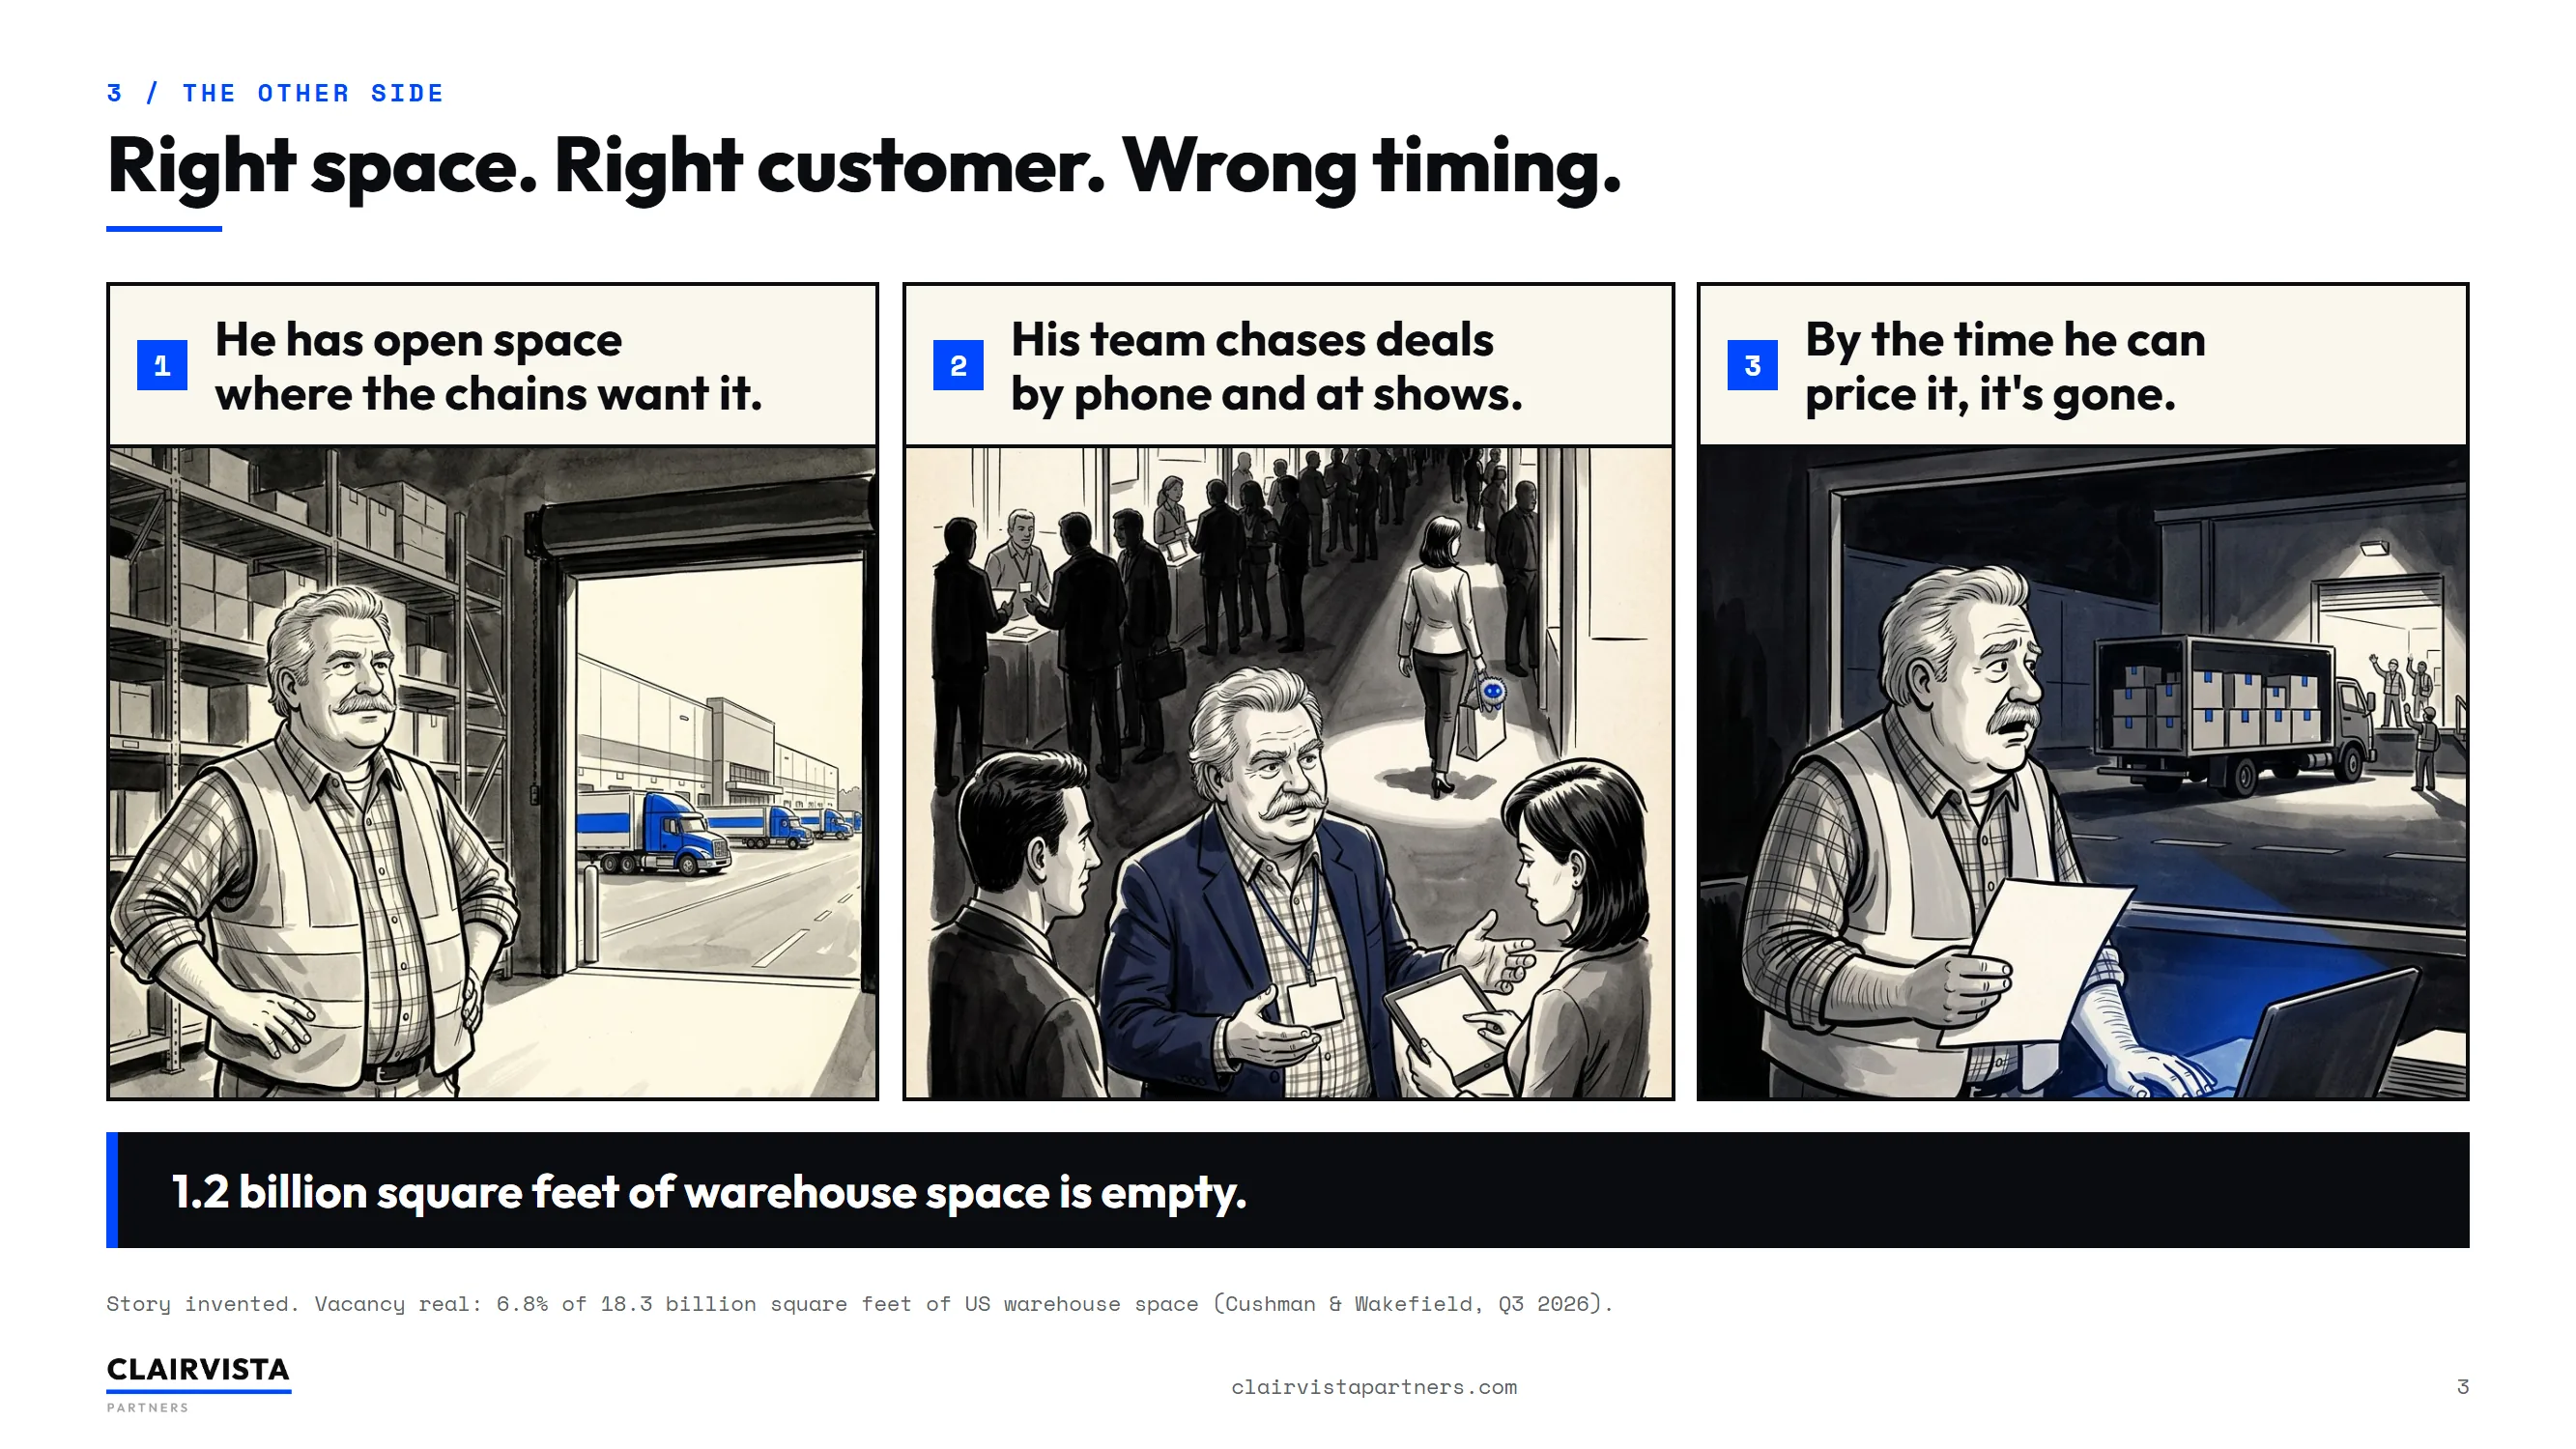 3 / THE OTHER SIDE
Right space. Right customer. Wrong timing.
1
He has open space
where the chains want it.
2
His team chases deals
by phone and at shows.
3
By the time he can
price it, it's gone.
1.2 billion square feet of warehouse space is empty.
Story invented. Vacancy real: 6.8% of 18.3 billion square feet of US warehouse space (Cushman & Wakefield, Q3 2026).
CLAIRVISTA
PARTNERS
clairvistapartners.com
3